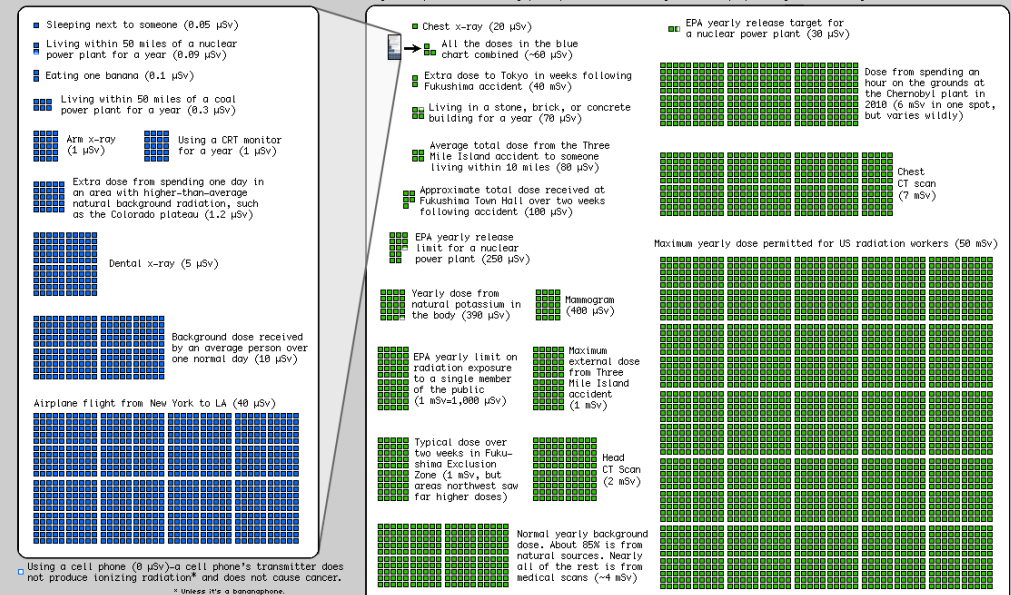 Sleeping next to someone (0.05 µSv)
Living within 50 miles of a nuclear
power plant for a year (0.09 µSv)
Eating one banana (0.1 µSv)
Living within 50 miles of a coal
power plant for a year (0.3 µSv)
Arm x-ray
(1 µSv)
Using a CRT monitor
for a year (1 µSv)
Extra dose from spending one day in
an area with higher-than-average
natural background radiation, such
as the Colorado plateau (1.2 µSv)
Dental x-ray (5 µSv)
Background dose received
by an average person over
one normal day (10 µSv)
Airplane flight from New York to LA (40 µSv)
Using a cell phone (0 µSv)-a cell phone's transmitter does
not produce ionizing radiation* and does not cause cancer.
* Unless it's a bananaphone.
Chest x-ray (20 µSv)
All the doses in the blue
chart combined (~60 µSv)
Extra dose to Tokyo in weeks following
Fukushima accident (40 mSv)
Living in a stone, brick, or concrete
building for a year (70 µSv)
Average total dose from the Three
Mile Island accident to someone
living within 10 miles (80 µSv)
Approximate total dose received at
Fukushima Town Hall over two weeks
following accident (100 µSv)
EPA yearly release
limit for a nuclear
power plant (250 µSv)
Yearly dose from
natural potassium in
the body (390 µSv)
Mammogram
(400 µSv)
EPA yearly limit on
radiation exposure
to a single member
of the public
(1 mSv=1,000 µSv)
Maximum
external dose
from Three
Mile Island
accident
(1 mSv)
Typical dose over
two weeks in Fuku-
shima Exclusion
Zone (1 mSv, but
areas northwest saw
far higher doses)
Head
CT Scan
(2 mSv)
Normal yearly background
dose. About 85% is from
natural sources. Nearly
all of the rest is from
medical scans (~4 mSv)
EPA yearly release target for
a nuclear power plant (30 µSv)
Dose from spending an
hour on the grounds at
the Chernobyl plant in
2010 (6 mSv in one spot,
but varies wildly)
Chest
CT scan
(7 mSv)
Maximum yearly dose permitted for US radiation workers (50 mSv)